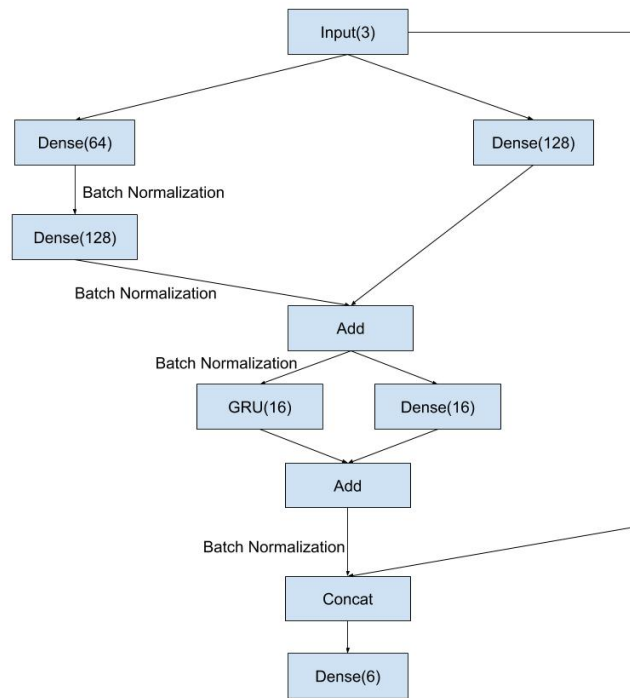 Input(3)
Dense(64)
Dense(128)
Batch Normalization
Dense(128)
Batch Normalization
Add
Batch Normalization
GRU(16)
Dense(16)
Add
Batch Normalization
Concat
Dense(6)